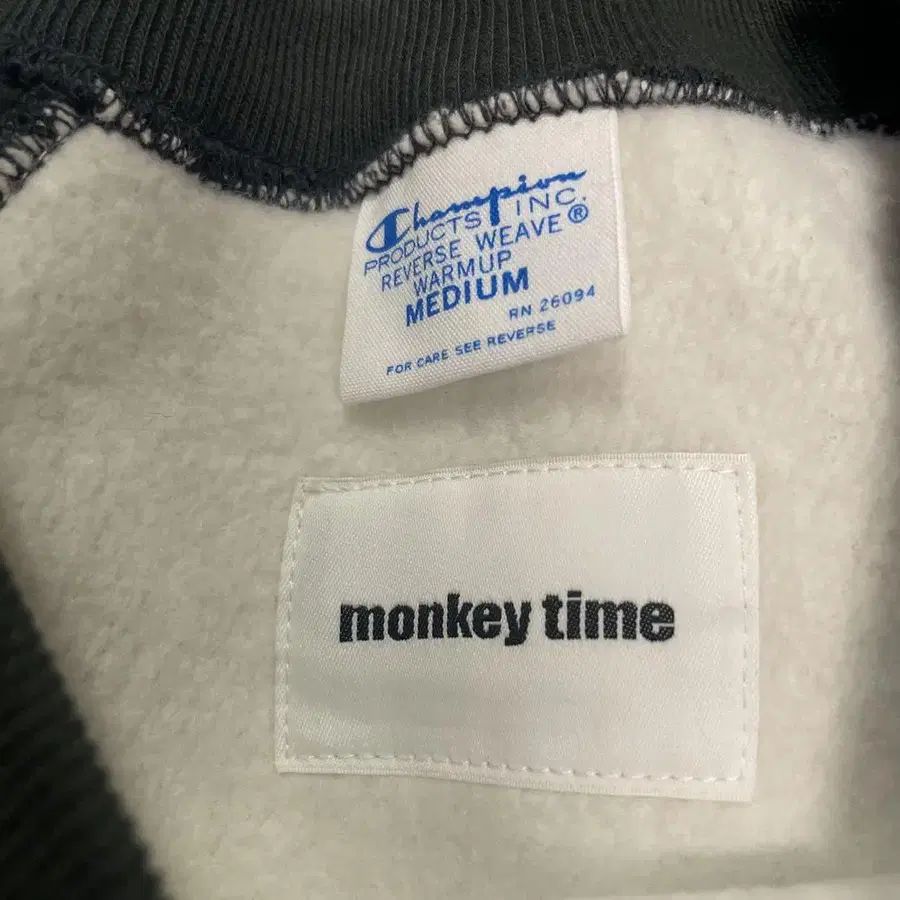 Champion
PRODUCTS INC.
REVERSE WEAVE®
WARMUP
MEDIUM
RN 26094
FOR CARE SEE REVERSE
monkey time